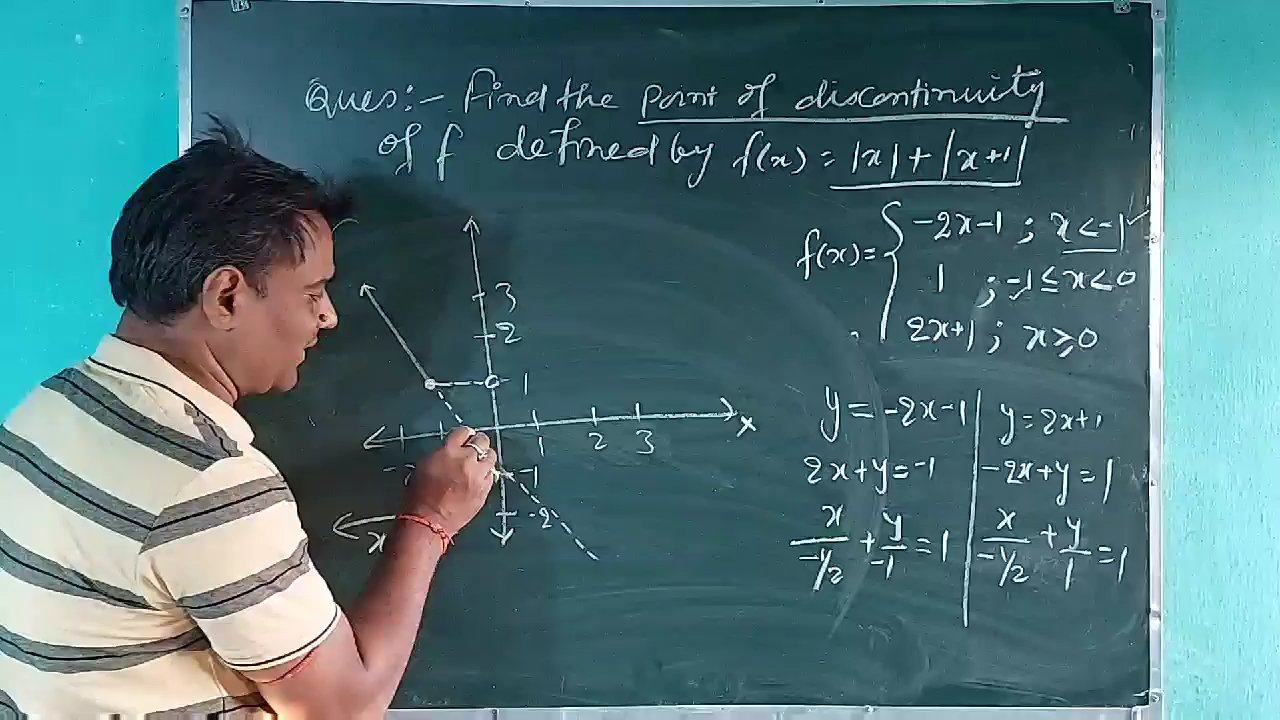 Ques:- find the point of discontinuity
of f defined by f(x) = |x| + |x+1|
f(x)= { -2x-1 ; x<-1 ✓
1 ; -1≤x<0
2x+1 ; x≥0
3
2
1
1 2 3 x
-1
-2
x
y = -2x-1
2x+y=-1
x/-1/2 + y/-1 = 1
y=2x+1
-2x+y=1
x/-1/2 + y/1 = 1